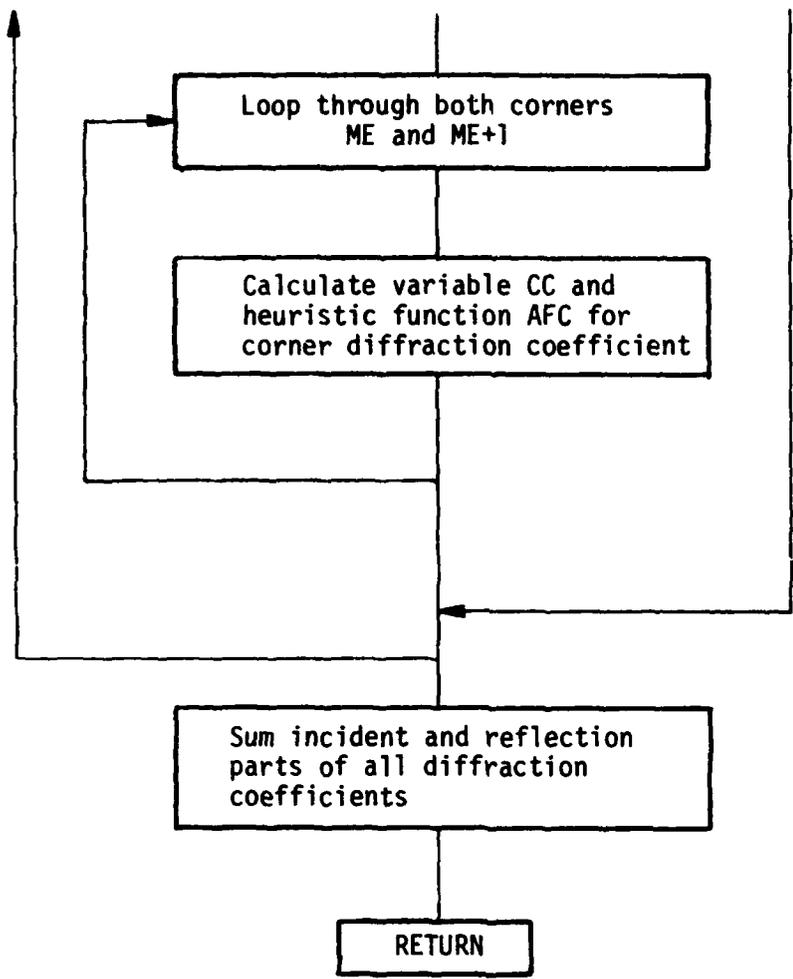 Loop through both corners
ME and ME+1
Calculate variable CC and
heuristic function AFC for
corner diffraction coefficient
Sum incident and reflection
parts of all diffraction
coefficients
RETURN